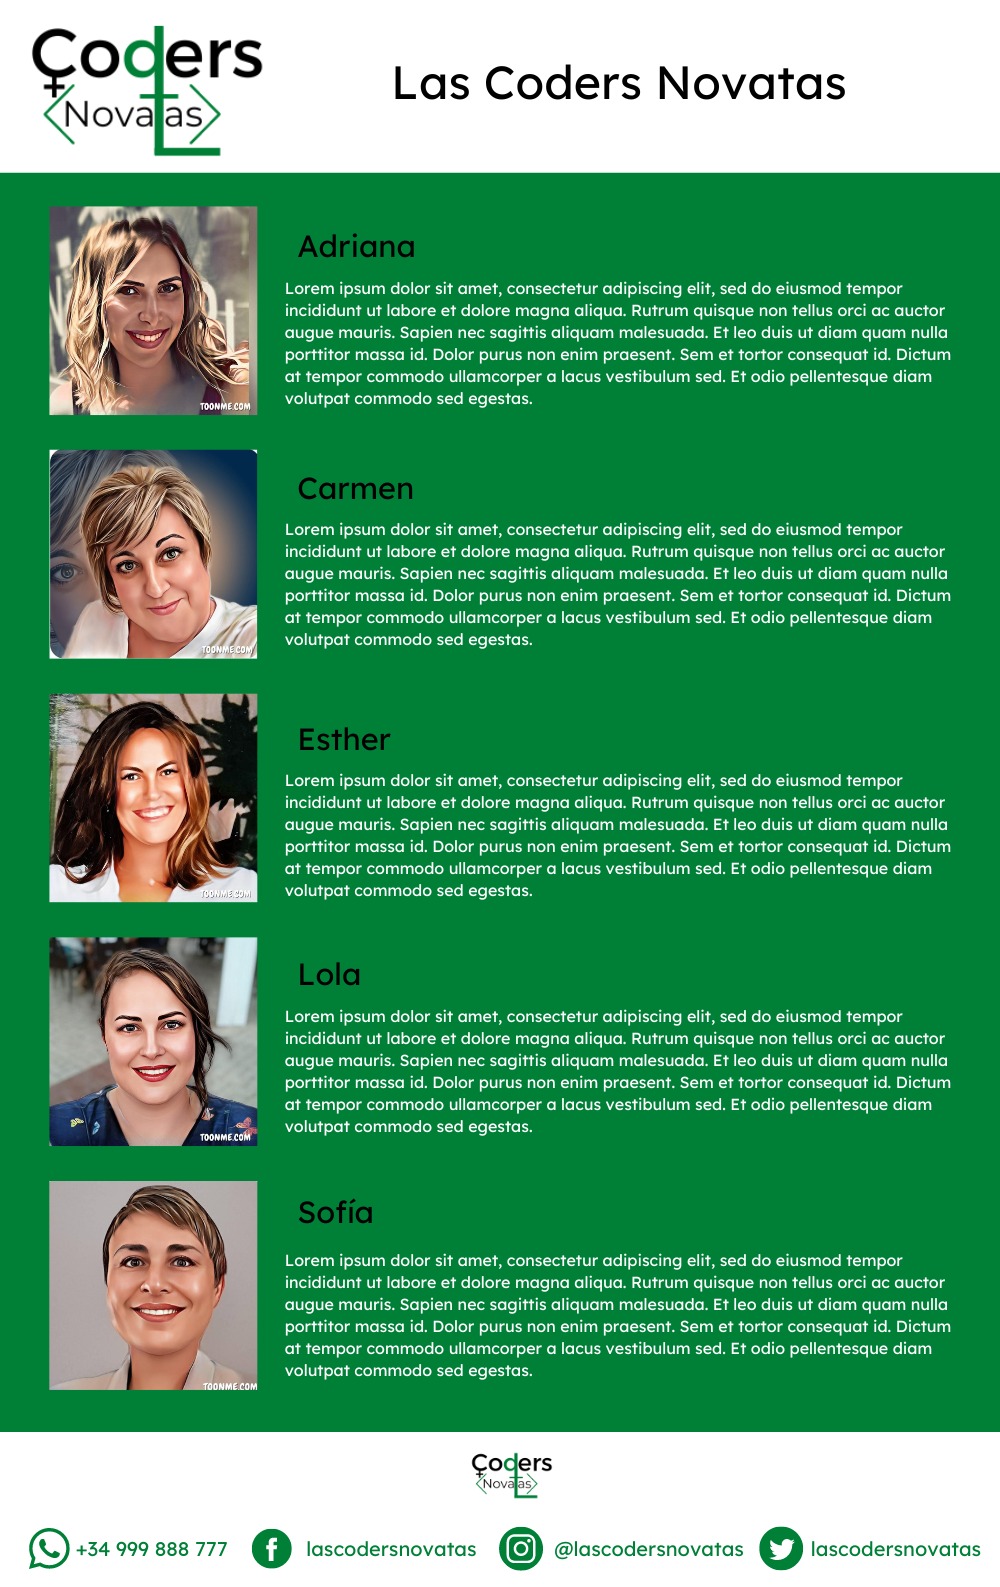 Coders
Novatas
Las Coders Novatas
TOONME.COM
Adriana
Lorem ipsum dolor sit amet, consectetur adipiscing elit, sed do eiusmod tempor
incididunt ut labore et dolore magna aliqua. Rutrum quisque non tellus orci ac auctor
augue mauris. Sapien nec sagittis aliquam malesuada. Et leo duis ut diam quam nulla
porttitor massa id. Dolor purus non enim praesent. Sem et tortor consequat id. Dictum
at tempor commodo ullamcorper a lacus vestibulum sed. Et odio pellentesque diam
volutpat commodo sed egestas.
TOONME.COM
Carmen
Lorem ipsum dolor sit amet, consectetur adipiscing elit, sed do eiusmod tempor
incididunt ut labore et dolore magna aliqua. Rutrum quisque non tellus orci ac auctor
augue mauris. Sapien nec sagittis aliquam malesuada. Et leo duis ut diam quam nulla
porttitor massa id. Dolor purus non enim praesent. Sem et tortor consequat id. Dictum
at tempor commodo ullamcorper a lacus vestibulum sed. Et odio pellentesque diam
volutpat commodo sed egestas.
TOONME.COM
Esther
Lorem ipsum dolor sit amet, consectetur adipiscing elit, sed do eiusmod tempor
incididunt ut labore et dolore magna aliqua. Rutrum quisque non tellus orci ac auctor
augue mauris. Sapien nec sagittis aliquam malesuada. Et leo duis ut diam quam nulla
porttitor massa id. Dolor purus non enim praesent. Sem et tortor consequat id. Dictum
at tempor commodo ullamcorper a lacus vestibulum sed. Et odio pellentesque diam
volutpat commodo sed egestas.
TOONME.COM
Lola
Lorem ipsum dolor sit amet, consectetur adipiscing elit, sed do eiusmod tempor
incididunt ut labore et dolore magna aliqua. Rutrum quisque non tellus orci ac auctor
augue mauris. Sapien nec sagittis aliquam malesuada. Et leo duis ut diam quam nulla
porttitor massa id. Dolor purus non enim praesent. Sem et tortor consequat id. Dictum
at tempor commodo ullamcorper a lacus vestibulum sed. Et odio pellentesque diam
volutpat commodo sed egestas.
TOONME.COM
Sofía
Lorem ipsum dolor sit amet, consectetur adipiscing elit, sed do eiusmod tempor
incididunt ut labore et dolore magna aliqua. Rutrum quisque non tellus orci ac auctor
augue mauris. Sapien nec sagittis aliquam malesuada. Et leo duis ut diam quam nulla
porttitor massa id. Dolor purus non enim praesent. Sem et tortor consequat id. Dictum
at tempor commodo ullamcorper a lacus vestibulum sed. Et odio pellentesque diam
volutpat commodo sed egestas.
Coders
Novatas
+34 999 888 777
lascodersnovatas
@lascodersnovatas
lascodersnovatas